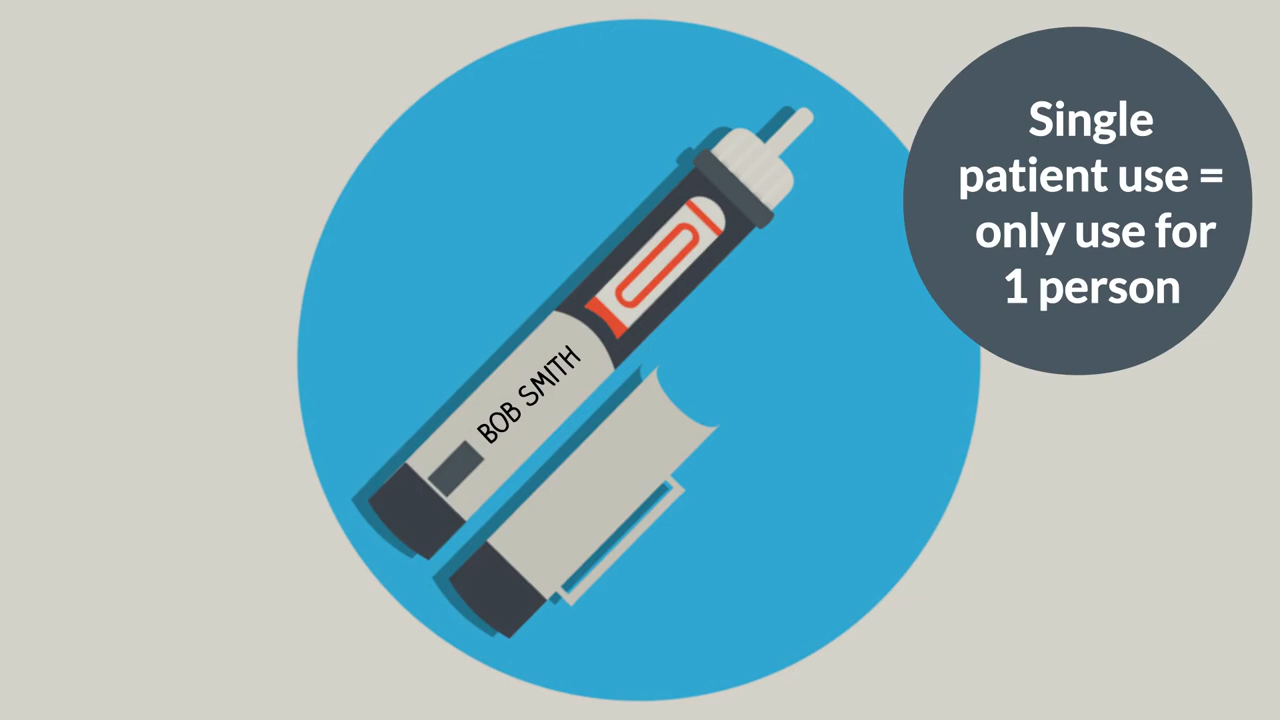 BOB SMITH
Single
patient use =
only use for
1 person